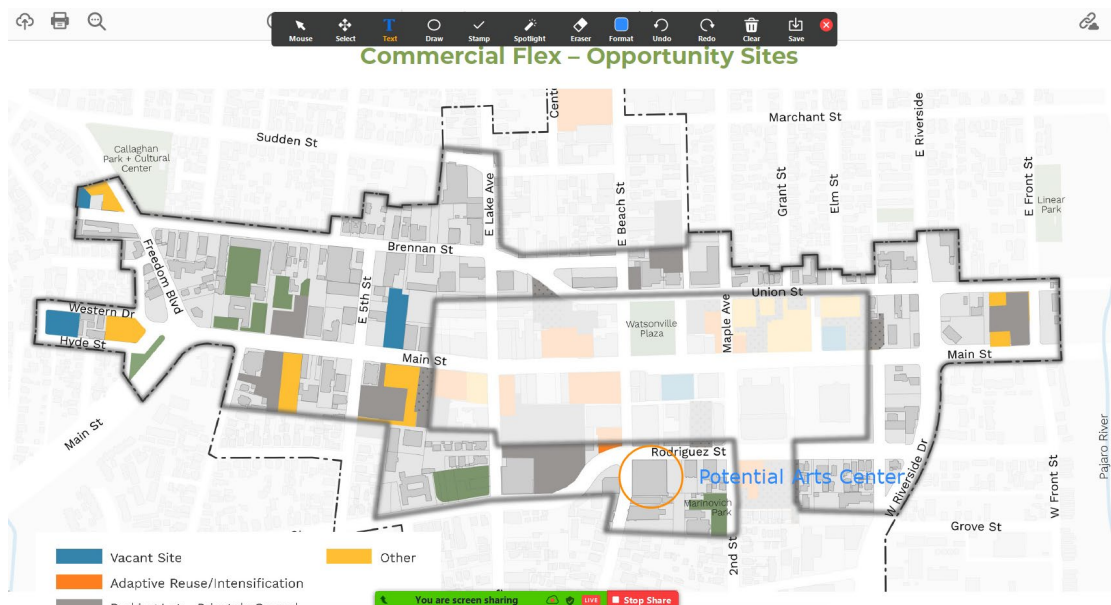 Mouse
Select
Text
Draw
Stamp
Spotlight
Eraser
Format
Undo
Redo
Clear
Save
Commercial Flex – Opportunity Sites
Marchant St
Sudden St
Callaghan
Park + Cultural
Center
E Riverside
E Lake Ave
E Beach St
Grant St
Elm St
E Front St
Linear
Park
Brennan St
Freedom Blvd
E 5th St
Union St
Western Dr
Hyde St
Watsonville
Plaza
Maple Ave
Main St
Main St
Main St
Rodriguez St
Potential Arts Center
Marinovich
Park
W Riverside Dr
W Front St
Pajaro River
Grove St
2nd St
Vacant Site
Other
Adaptive Reuse/Intensification
You are screen sharing
LIVE
Stop Share